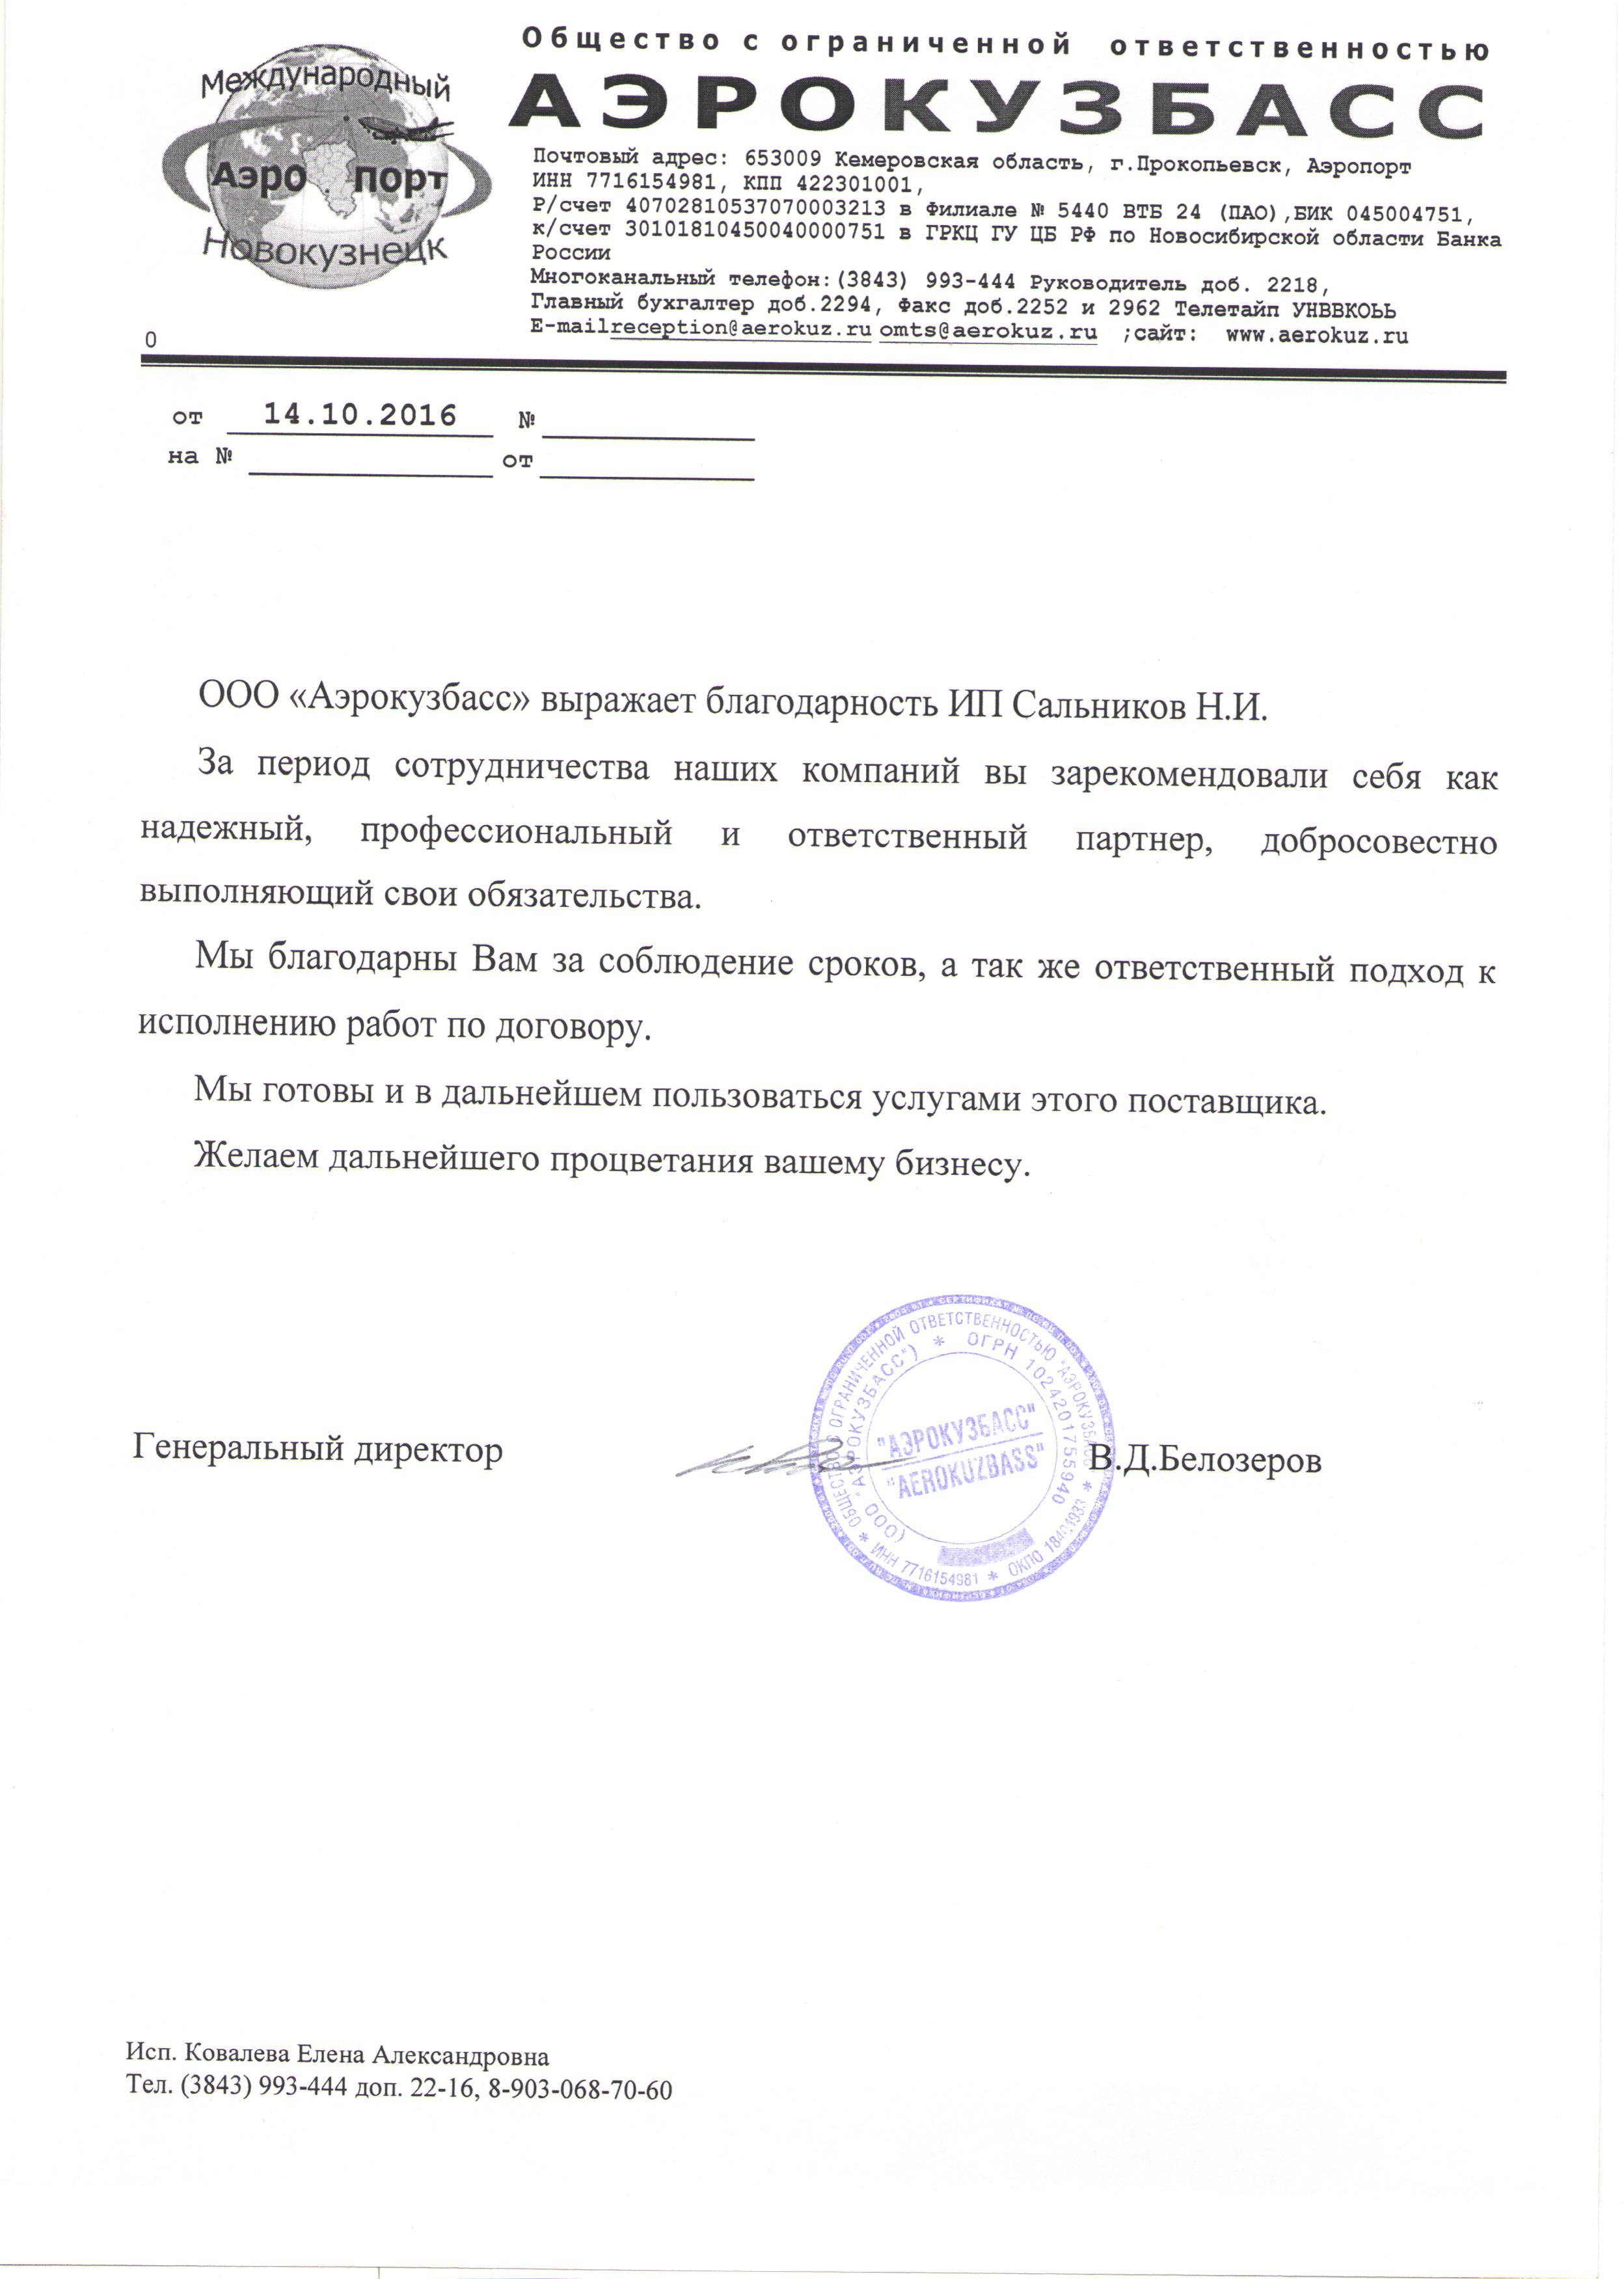 Международный
Аэро порт
Новокузнецк
Общество с ограниченной ответственностью
АЭРОКУЗБАСС
Почтовый адрес: 653009 Кемеровская область, г.Прокопьевск, Аэропорт
ИНН 7716154981, КПП 422301001,
Р/счет 40702810537070003213 в Филиале № 5440 ВТБ 24 (ПАО),БИК 045004751,
к/счет 30101810450040000751 в ГРКЦ ГУ ЦБ РФ по Новосибирской области Банка
России
Многоканальный телефон:(3843) 993-444 Руководитель доб. 2218,
Главный бухгалтер доб.2294, Факс доб.2252 и 2962 Телетайп УНВВКОЬЬ
E-mailreception@aerokuz.ru omts@aerokuz.ru ;сайт: www.aerokuz.ru
0
от 14.10.2016 №
на № от
ООО «Аэрокузбасс» выражает благодарность ИП Сальников Н.И.
За период сотрудничества наших компаний вы зарекомендовали себя как
надежный, профессиональный и ответственный партнер, добросовестно
выполняющий свои обязательства.
Мы благодарны Вам за соблюдение сроков, а так же ответственный подход к
исполнению работ по договору.
Мы готовы и в дальнейшем пользоваться услугами этого поставщика.
Желаем дальнейшего процветания вашему бизнесу.
Генеральный директор В.Д.Белозеров
ОБЩЕСТВО С ОГРАНИЧЕННОЙ ОТВЕТСТВЕННОСТЬЮ "АЭРОКУЗБАСС" * ОКПО 18404933 * ИНН 7716154981 *
(ООО "АЭРОКУЗБАСС") * ОГРН 1024201755940
"АЭРОКУЗБАСС"
"AEROKUZBASS"
Исп. Ковалева Елена Александровна
Тел. (3843) 993-444 доп. 22-16, 8-903-068-70-60